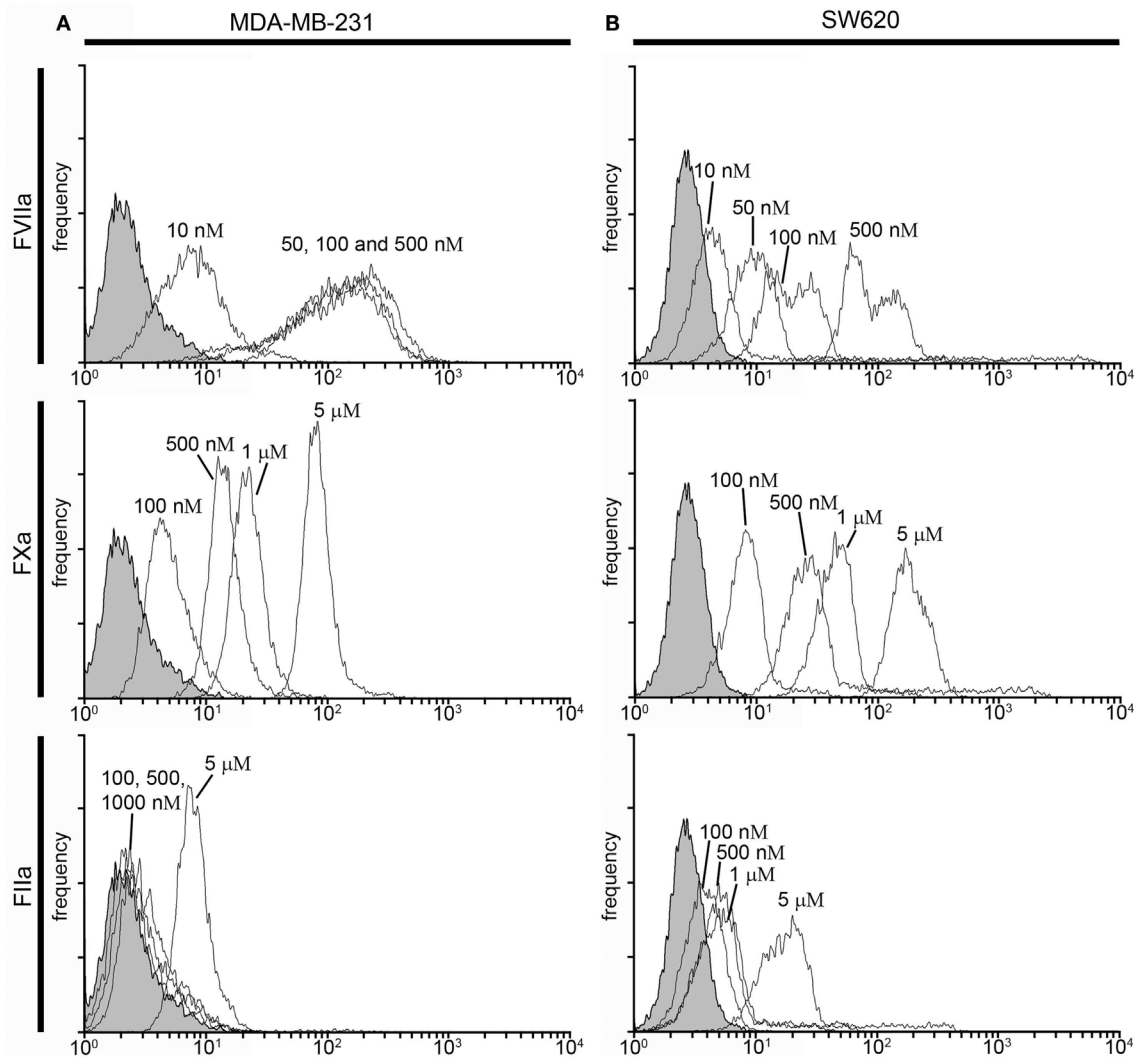 A MDA-MB-231
B SW620
FVIIa
frequency
10 nM
50, 100 and 500 nM
10⁰ 10¹ 10² 10³ 10⁴
frequency
10 nM
50 nM
100 nM
500 nM
10⁰ 10¹ 10² 10³ 10⁴
FXa
frequency
100 nM
500 nM
1 μM
5 μM
10⁰ 10¹ 10² 10³ 10⁴
frequency
100 nM
500 nM
1 μM
5 μM
10⁰ 10¹ 10² 10³ 10⁴
FIIa
frequency
100, 500,
1000 nM
5 μM
10⁰ 10¹ 10² 10³ 10⁴
frequency
100 nM
500 nM
1 μM
5 μM
10⁰ 10¹ 10² 10³ 10⁴